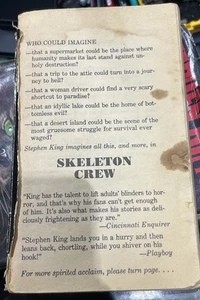 WHO COULD IMAGINE
—that a supermarket could be the place where
humanity makes its last stand against un-
holy destruction?
—that a trip to the attic could turn into a jour-
ney to hell?
—that a woman driver could find a very scary
shortcut to paradise?
—that an idyllic lake could be the home of bot-
tomless evil?
—that a desert island could be the scene of the
most gruesome struggle for survival ever
waged?
Stephen King imagines all this, and more, in
SKELETON
CREW
"King has the talent to lift adults' blinders to hor-
ror, and that's why his fans can't get enough
of him. It's also what makes his stories as deli-
ciously frightening as they are."
—Cincinnati Enquirer
"Stephen King lands you in a hurry and then
leans back, chortling, while you shiver on his
hook!"
—Playboy
For more spirited acclaim, please turn page. . . .